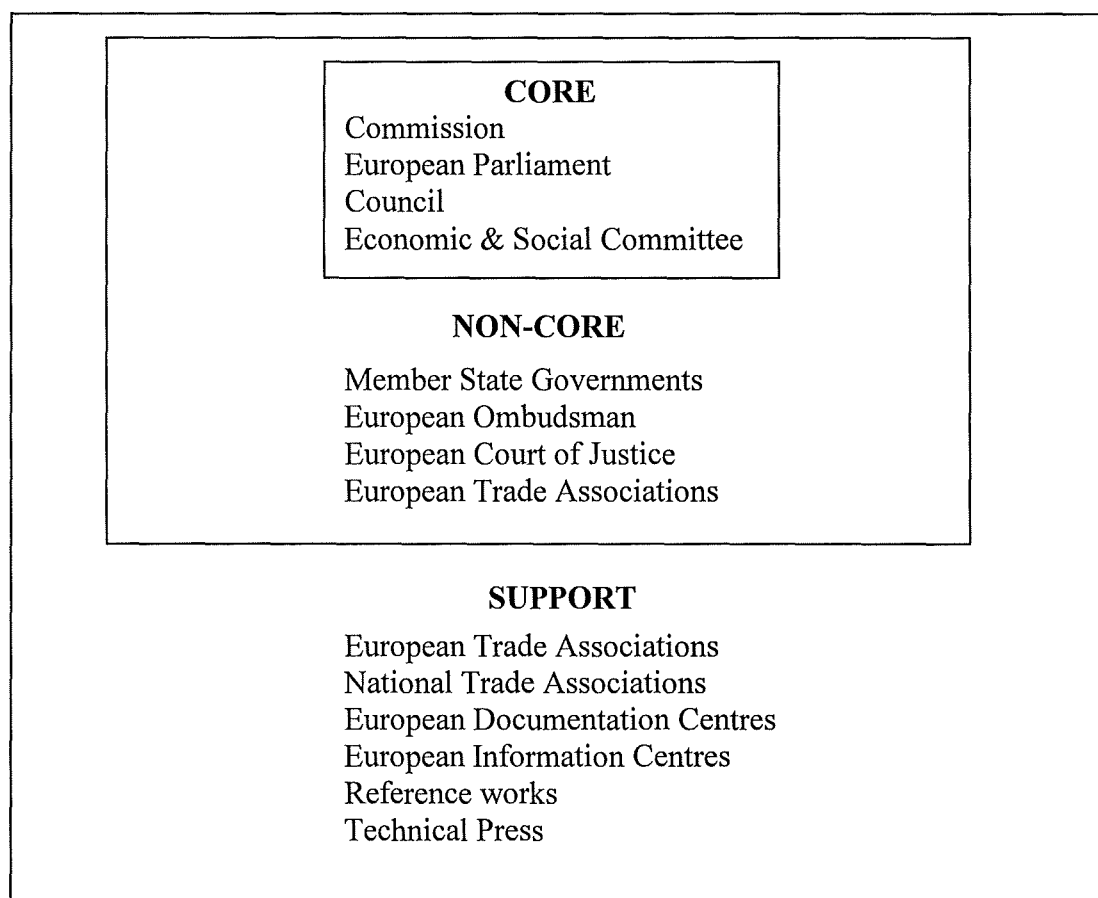 CORE
Commission
European Parliament
Council
Economic & Social Committee
NON-CORE
Member State Governments
European Ombudsman
European Court of Justice
European Trade Associations
SUPPORT
European Trade Associations
National Trade Associations
European Documentation Centres
European Information Centres
Reference works
Technical Press